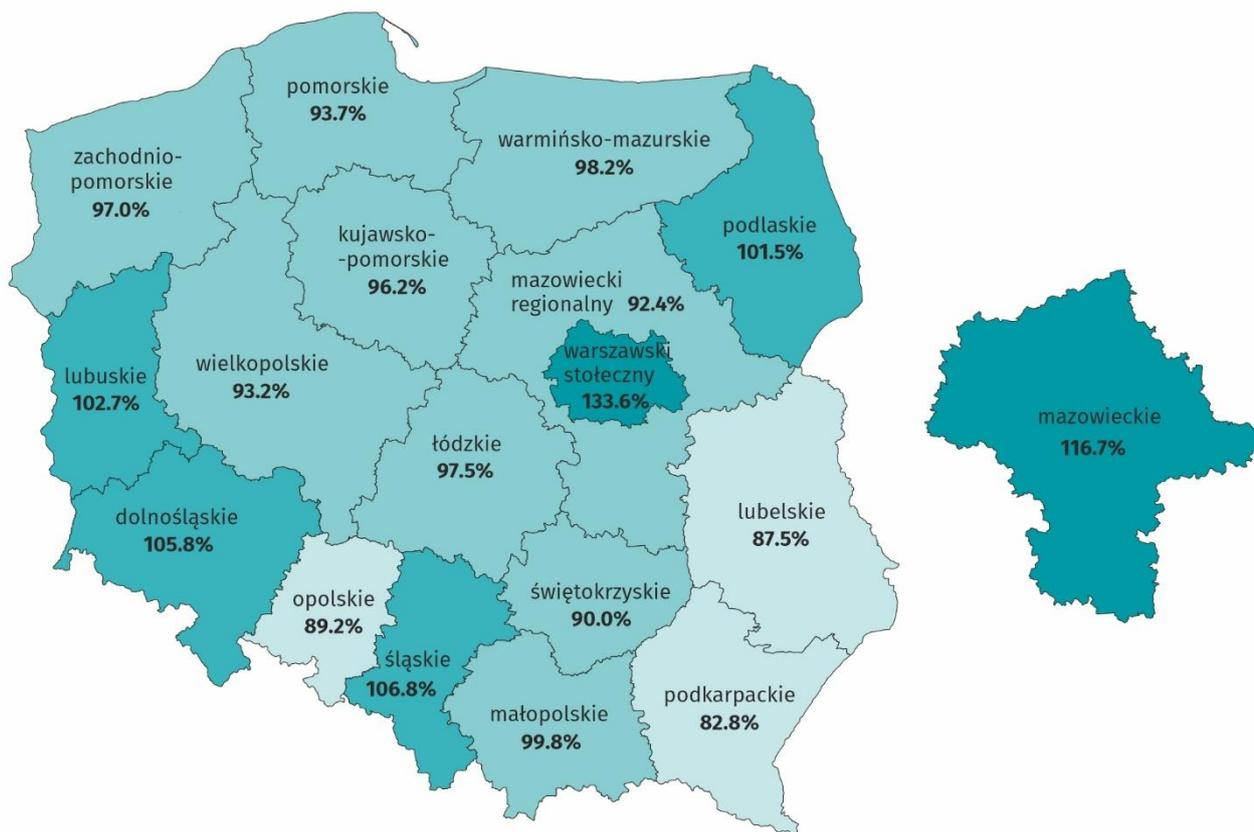 pomorskie
93.7%
warmińsko-mazurskie
98.2%
zachodnio-
pomorskie
97.0%
podlaskie
101.5%
kujawsko-
-pomorskie
96.2%
mazowiecki
regionalny 92.4%
warszawski
stołeczny
133.6%
wielkopolskie
93.2%
lubuskie
102.7%
łódzkie
97.5%
mazowieckie
116.7%
dolnośląskie
105.8%
lubelskie
87.5%
opolskie
89.2%
świętokrzyskie
90.0%
śląskie
106.8%
małopolskie
99.8%
podkarpackie
82.8%